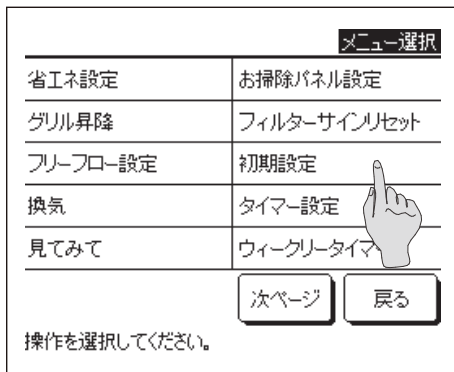 メニュー選択
省エネ設定 お掃除パネル設定
グリル昇降 フィルターサインリセット
フリーフロー設定 初期設定
換気 タイマー設定
見てみて ウィークリータイマー
次ページ 戻る
操作を選択してください。